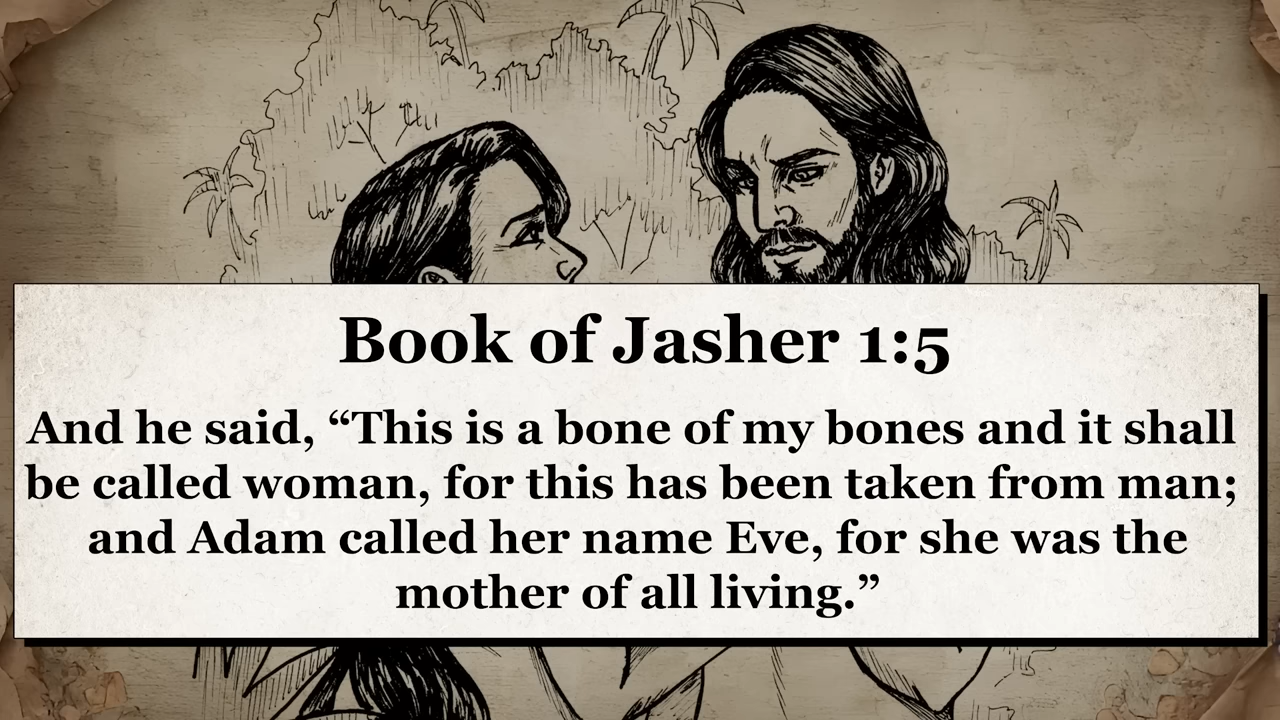 Book of Jasher 1:5
And he said, “This is a bone of my bones and it shall
be called woman, for this has been taken from man;
and Adam called her name Eve, for she was the
mother of all living.”